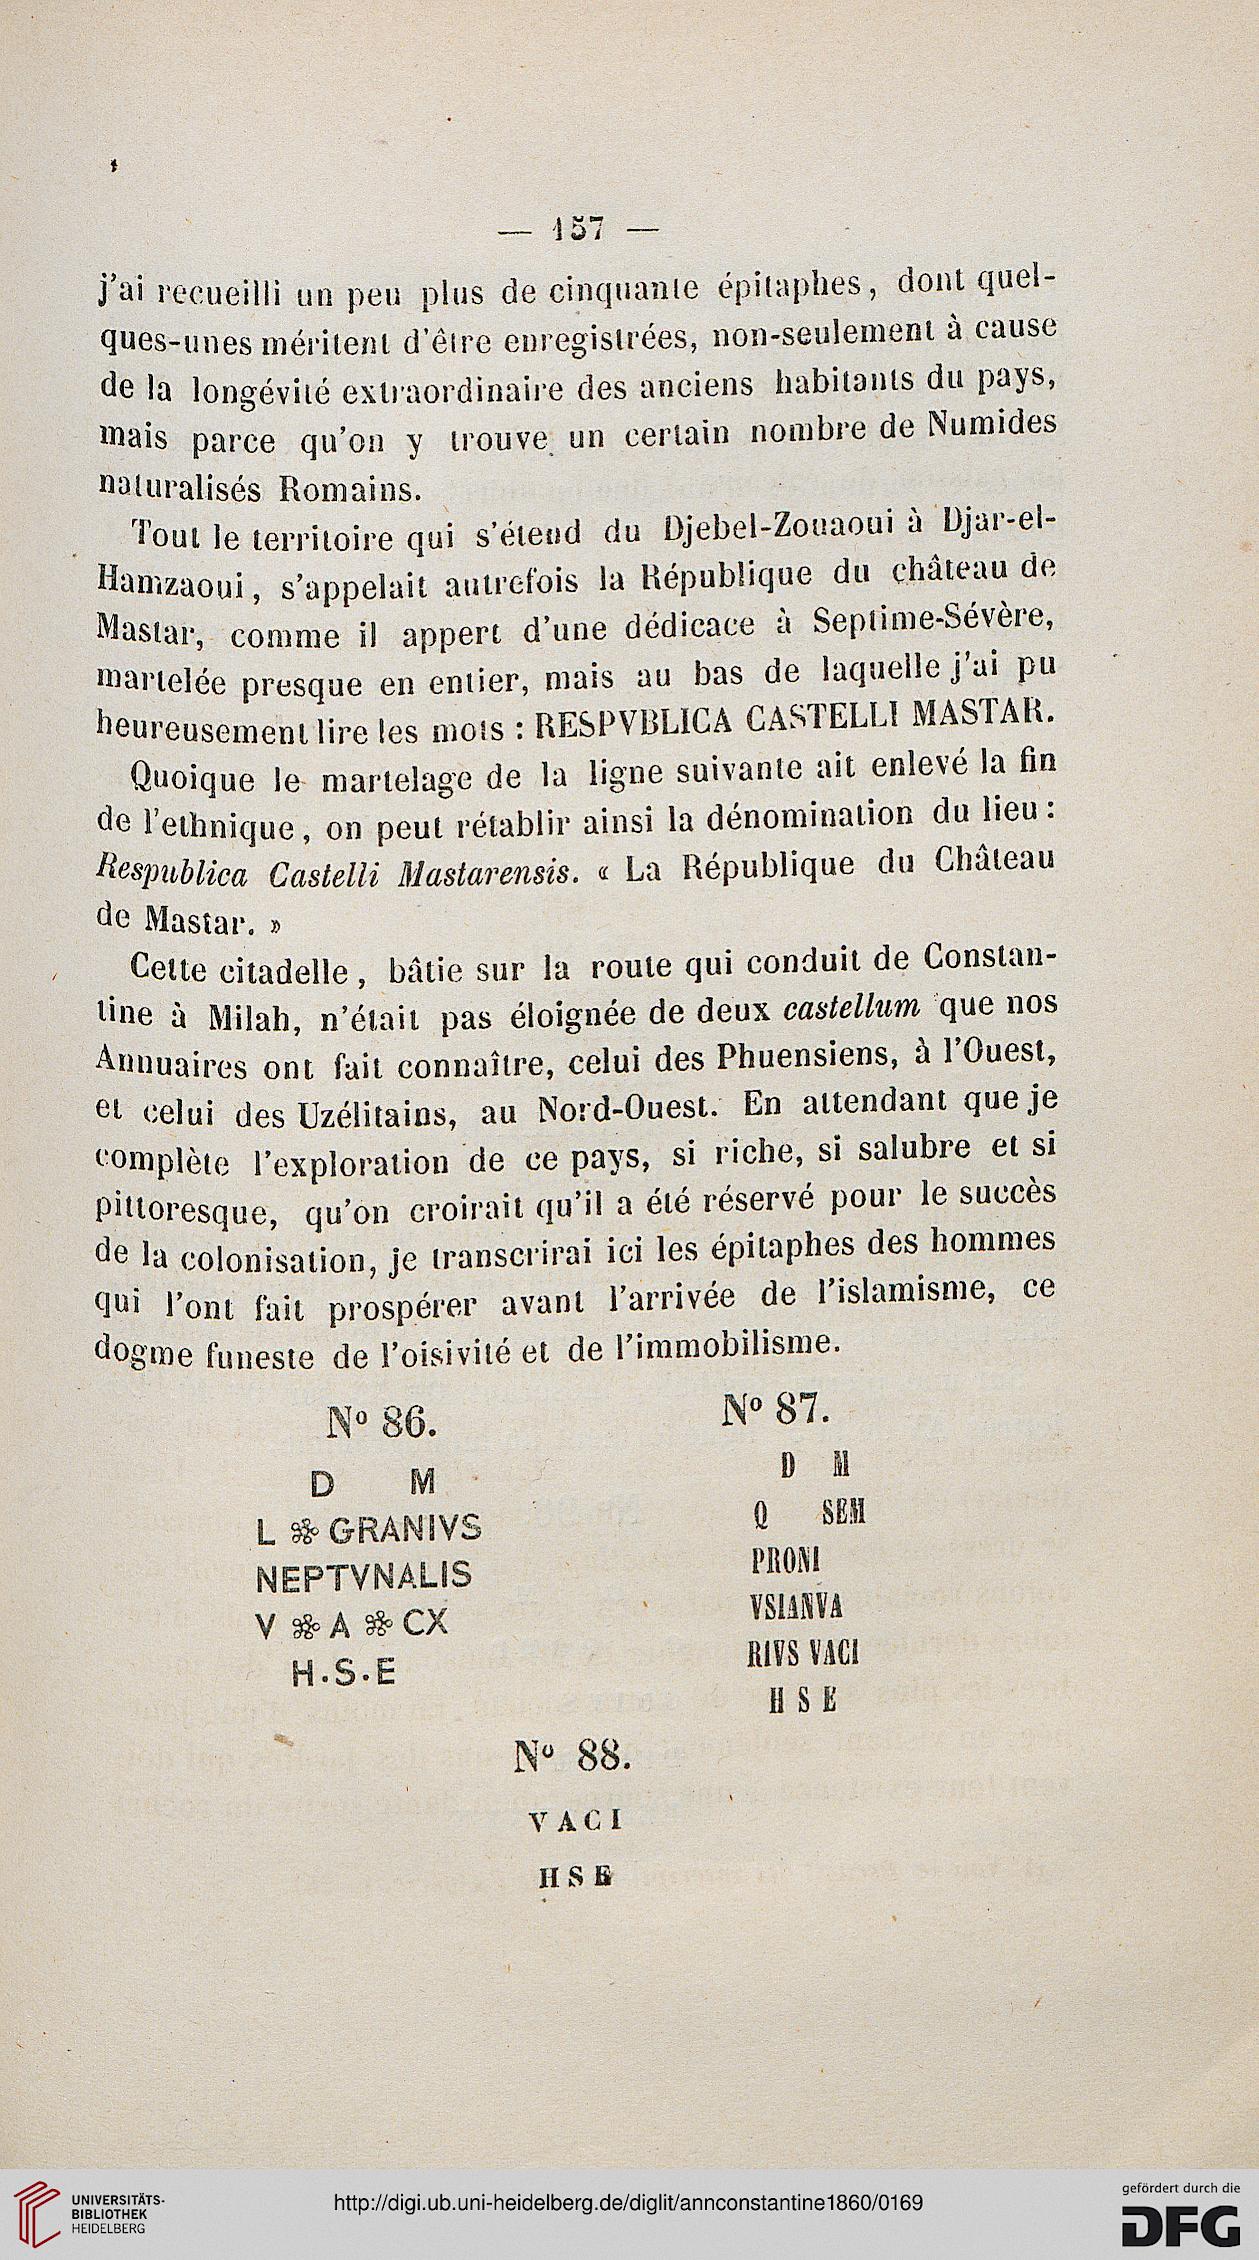 — 157 —
j'ai recueilli un peu plus de cinquante épitaphes, dont quel-
ques-unes méritent d'être enregistrées, non-seulement à cause
de la longévité extraordinaire des anciens habitants du pays,
mais parce qu'on y trouve un certain nombre de Numides
naturalisés Romains.
Tout le territoire qui s'étend du Djebel-Zouaoui à Djar-el-
Hamzaoui, s'appelait autrefois la République du château de
Mastar, comme il appert d'une dédicace à Septime-Sévère,
martelée presque en entier, mais au bas de laquelle j'ai pu
heureusement lire les mots : RESPVBLICA CASTELLI MASTAR.
Quoique le martelage de la ligne suivante ait enlevé la fin
de l'ethnique, on peut rétablir ainsi la dénomination du lieu :
Respublica Castelli Mastarensis. « La République du Château
de Mastar. »
Cette citadelle, bâtie sur la route qui conduit de Constan-
tine à Milah, n'était pas éloignée de deux castellum que nos
Annuaires ont fait connaître, celui des Phuensiens, à l'Ouest,
et celui des Uzélitains, au Nord-Ouest. En attendant que je
complète l'exploration de ce pays, si riche, si salubre et si
pittoresque, qu'on croirait qu'il a été réservé pour le succès
de la colonisation, je transcrirai ici les épitaphes des hommes
qui l'ont fait prospérer avant l'arrivée de l'islamisme, ce
dogme funeste de l'oisivité et de l'immobilisme.
N° 86.
D M
L GRANIVS
NEPTVNALIS
V A CX
H.S.E
N° 87.
D M
Q SEM
PRONI
VSIANVA
RIVS VACI
H S E
N° 88.
VACI
HSE
UNIVERSITÄTS-
BIBLIOTHEK
HEIDELBERG
http://digi.ub.uni-heidelberg.de/diglit/annconstantine1860/0169
gefördert durch die
DFG